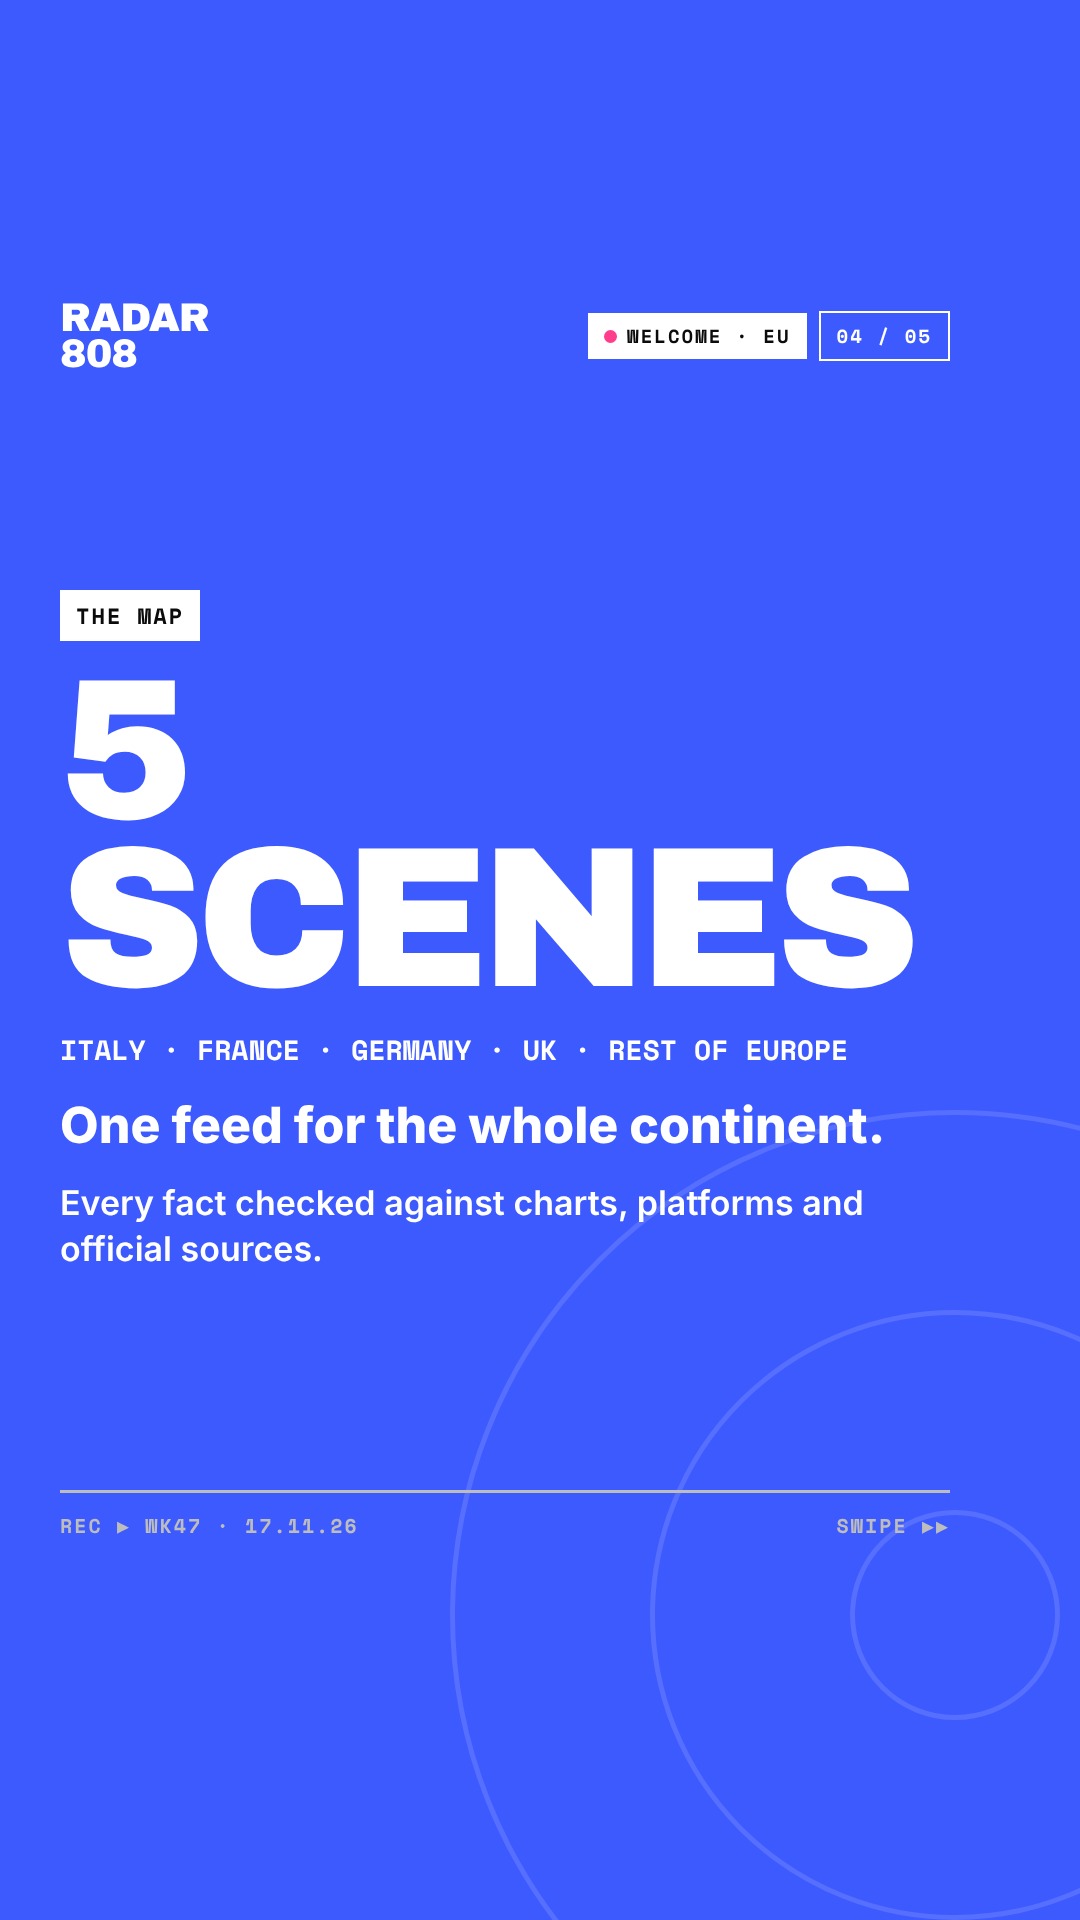 RADAR
808
WELCOME · EU
04 / 05
THE MAP
5
SCENES
ITALY · FRANCE · GERMANY · UK · REST OF EUROPE
One feed for the whole continent.
Every fact checked against charts, platforms and
official sources.
REC ▶ WK47 · 17.11.26
SWIPE ▶▶